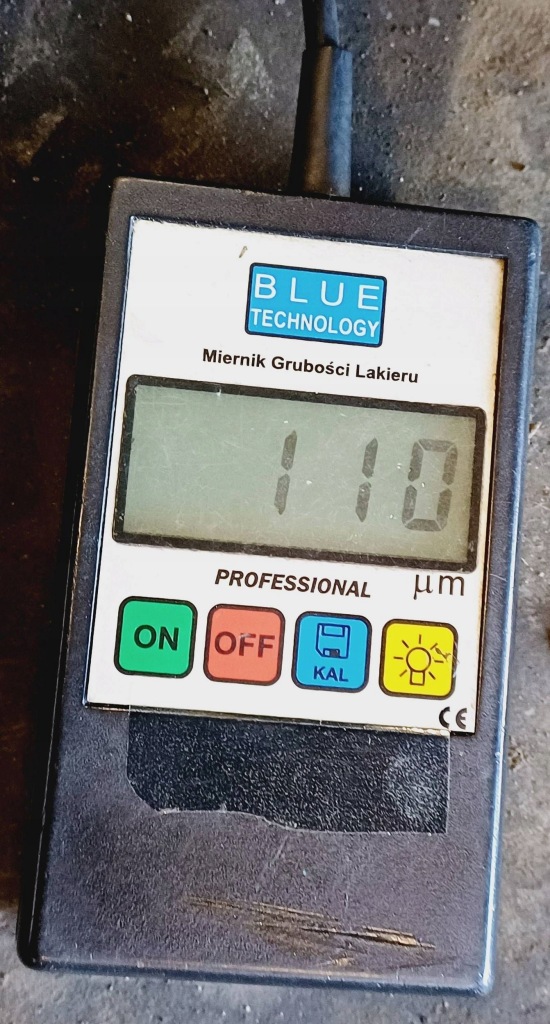 BLUE
TECHNOLOGY
Miernik Grubości Lakieru
110
PROFESSIONAL μm
ON OFF KAL
CE